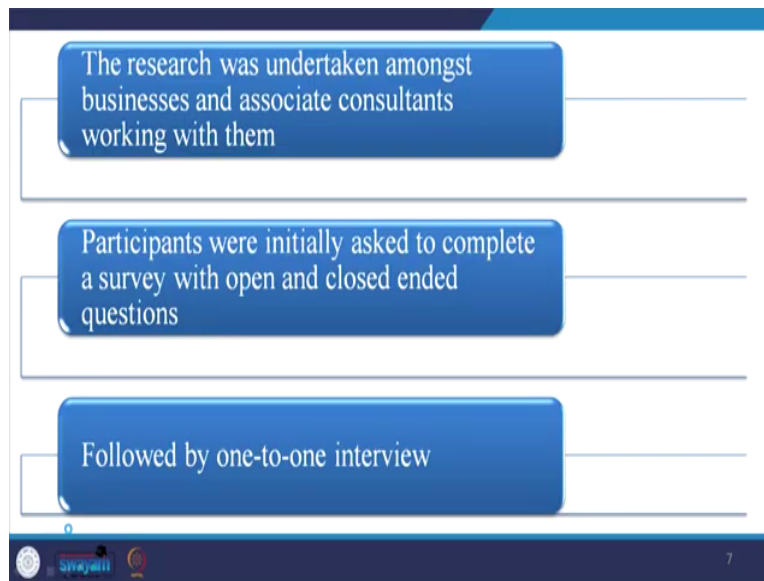 The research was undertaken amongst
businesses and associate consultants
working with them
Participants were initially asked to complete
a survey with open and closed ended
questions
Followed by one-to-one interview
swayam
7